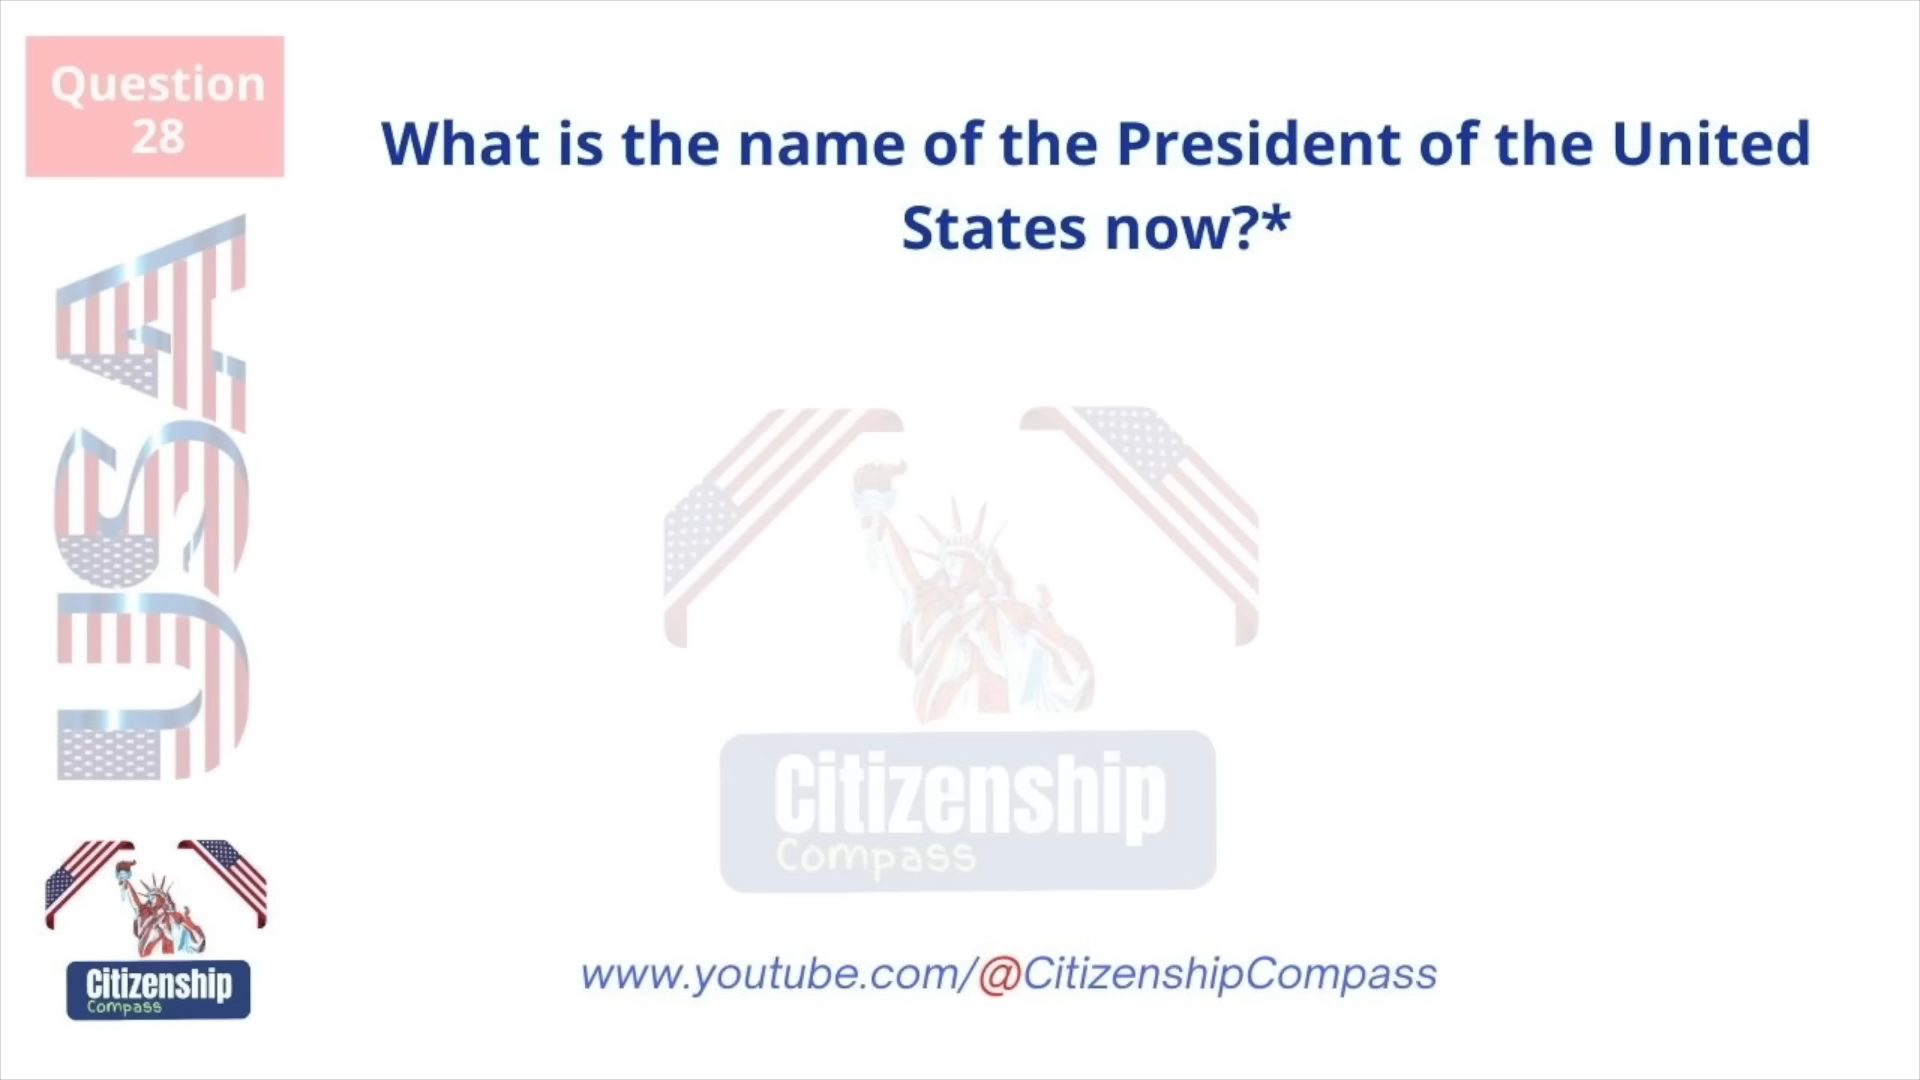 Question
28
What is the name of the President of the United
States now?*
Citizenship
Compass
USA
Citizenship
Compass
www.youtube.com/@CitizenshipCompass